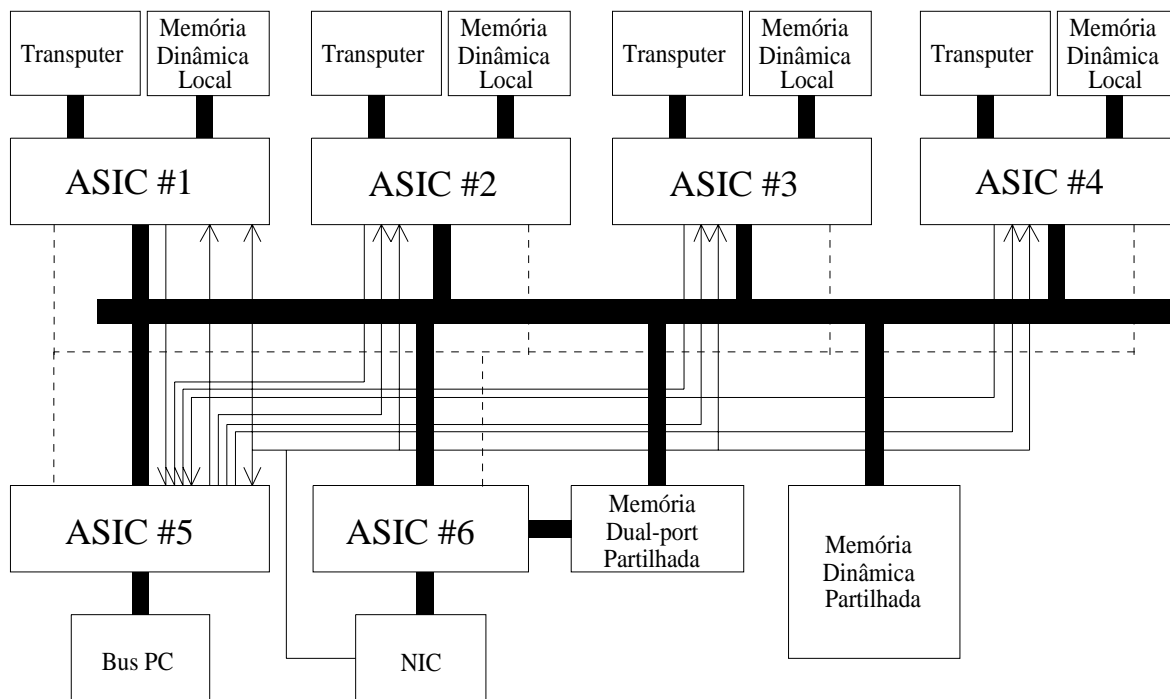 Transputer
Memória
Dinâmica
Local
Transputer
Memória
Dinâmica
Local
Transputer
Memória
Dinâmica
Local
Transputer
Memória
Dinâmica
Local
ASIC #1
ASIC #2
ASIC #3
ASIC #4
ASIC #5
ASIC #6
Memória
Dual-port
Partilhada
Memória
Dinâmica
Partilhada
Bus PC
NIC